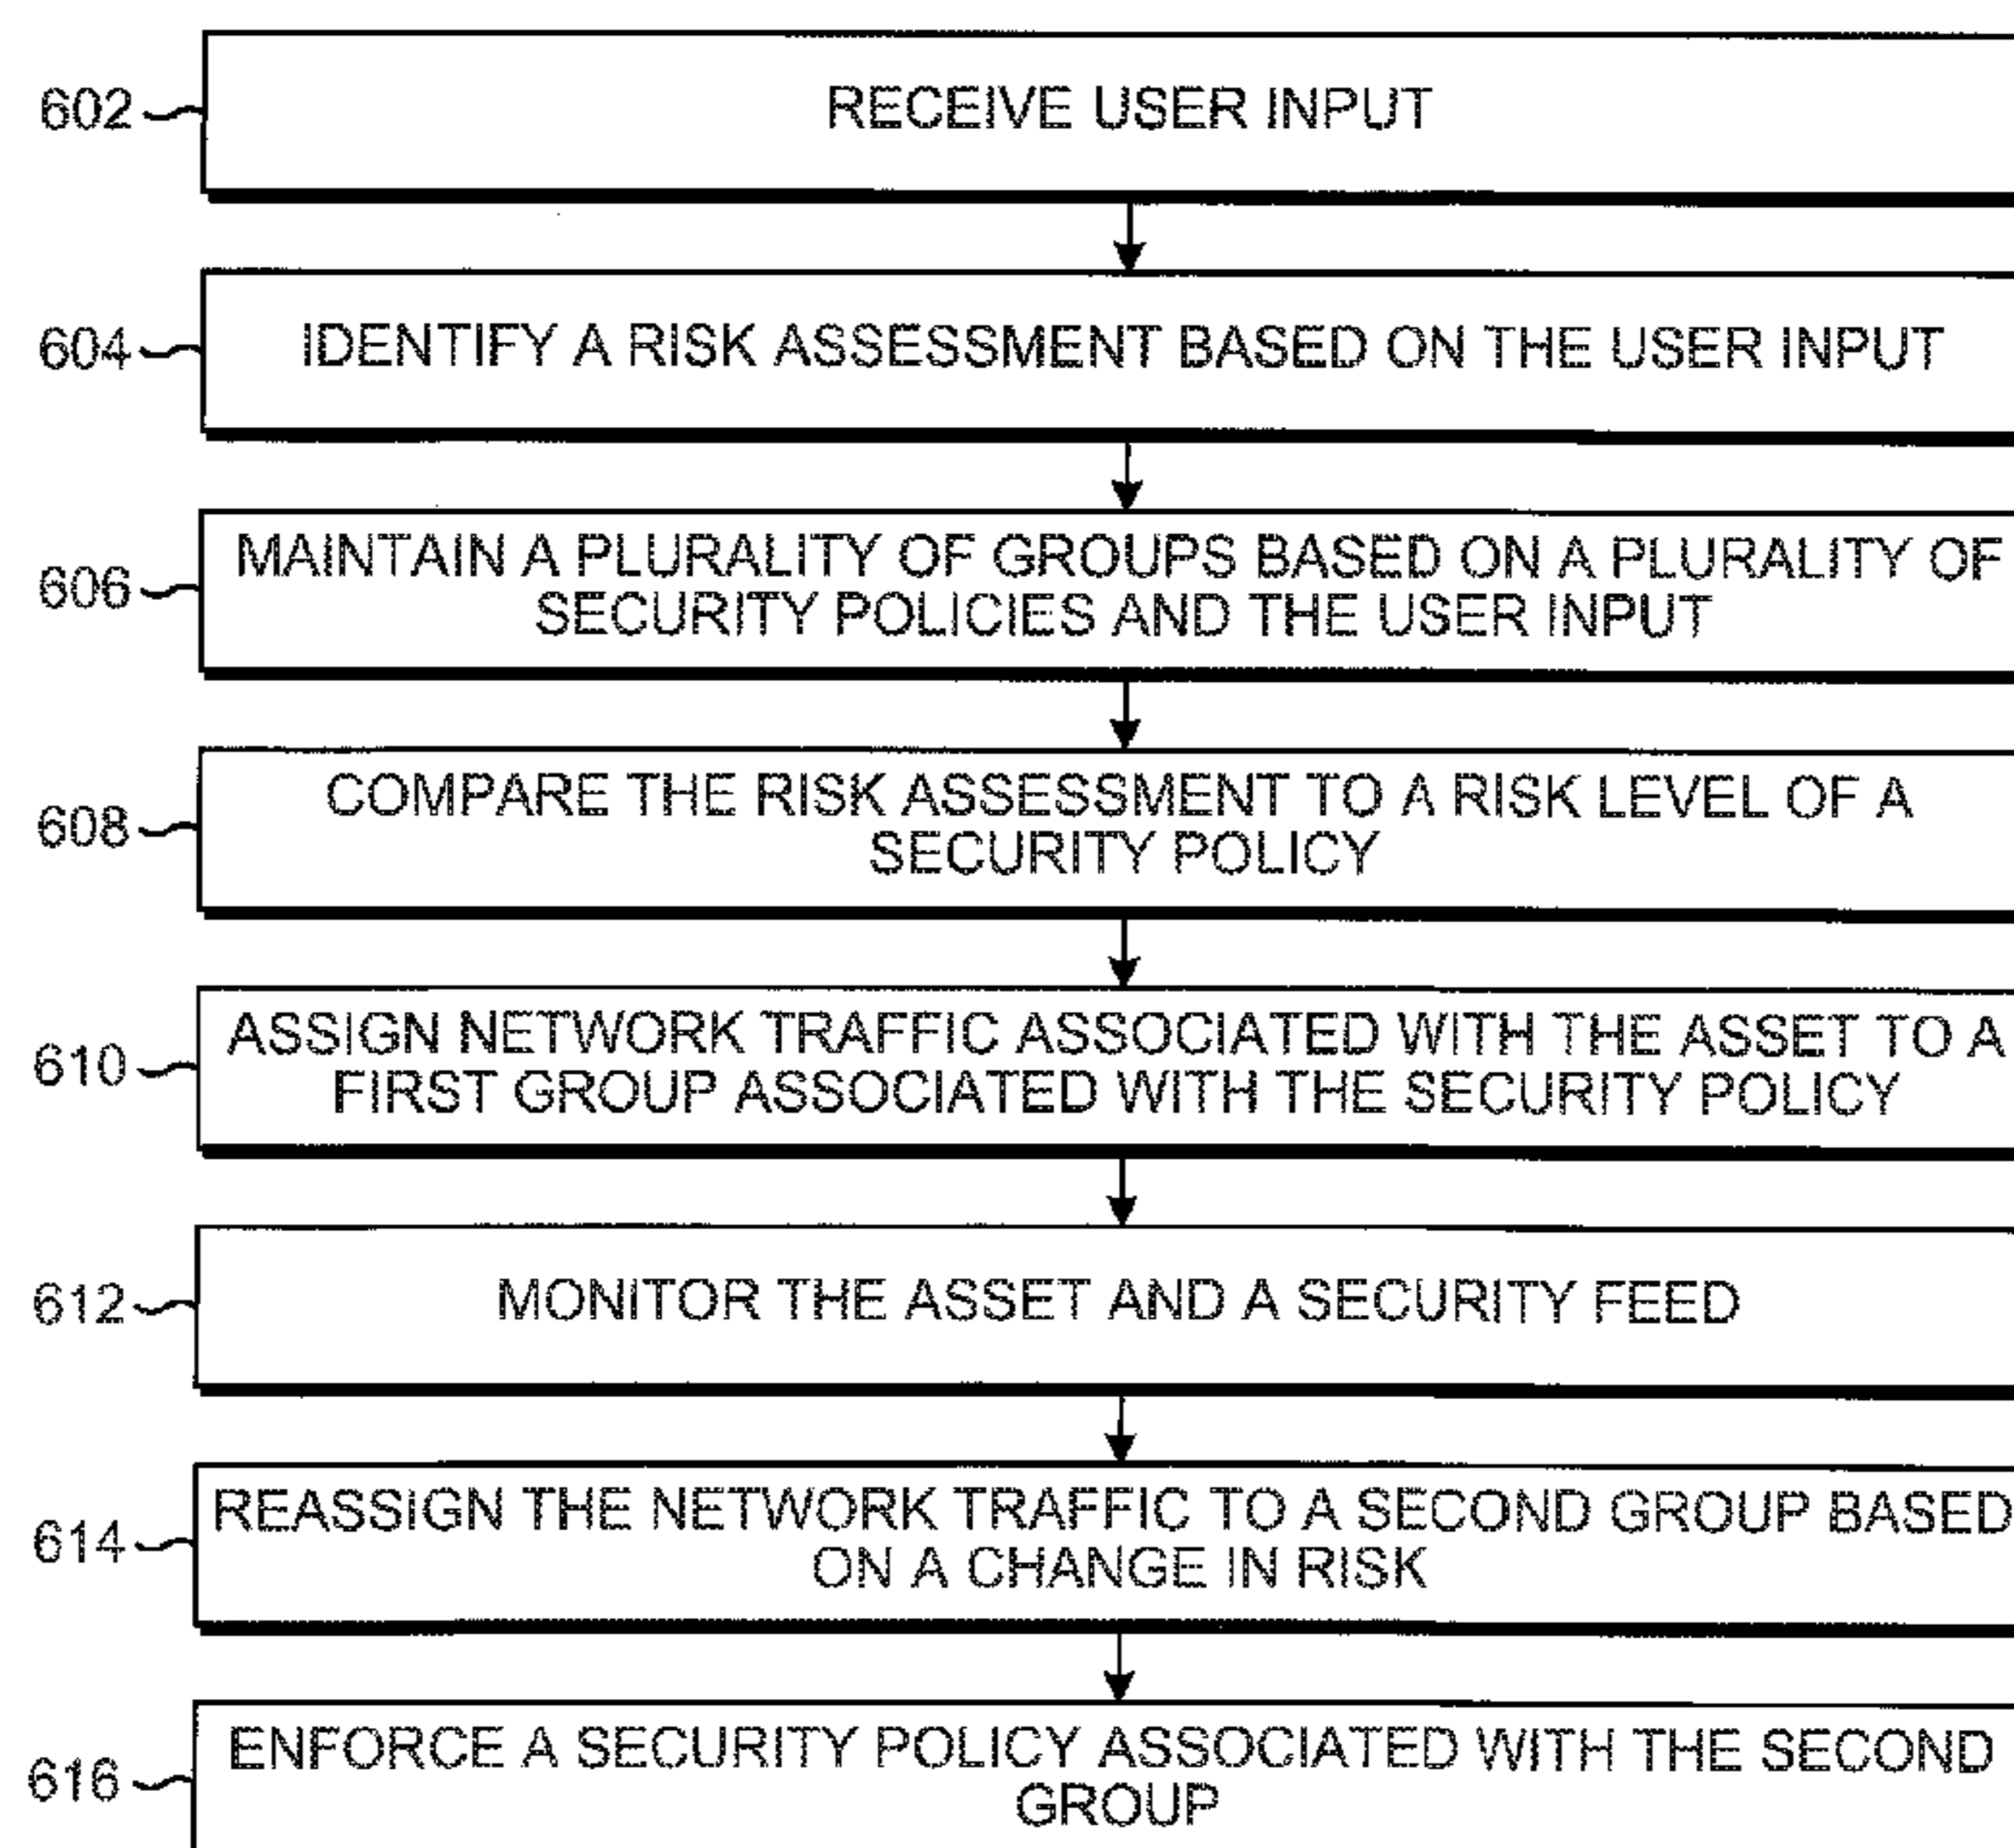 602
RECEIVE USER INPUT
604
IDENTIFY A RISK ASSESSMENT BASED ON THE USER INPUT
606
MAINTAIN A PLURALITY OF GROUPS BASED ON A PLURALITY OF
SECURITY POLICIES AND THE USER INPUT
608
COMPARE THE RISK ASSESSMENT TO A RISK LEVEL OF A
SECURITY POLICY
610
ASSIGN NETWORK TRAFFIC ASSOCIATED WITH THE ASSET TO A
FIRST GROUP ASSOCIATED WITH THE SECURITY POLICY
612
MONITOR THE ASSET AND A SECURITY FEED
614
REASSIGN THE NETWORK TRAFFIC TO A SECOND GROUP BASED
ON A CHANGE IN RISK
616
ENFORCE A SECURITY POLICY ASSOCIATED WITH THE SECOND
GROUP